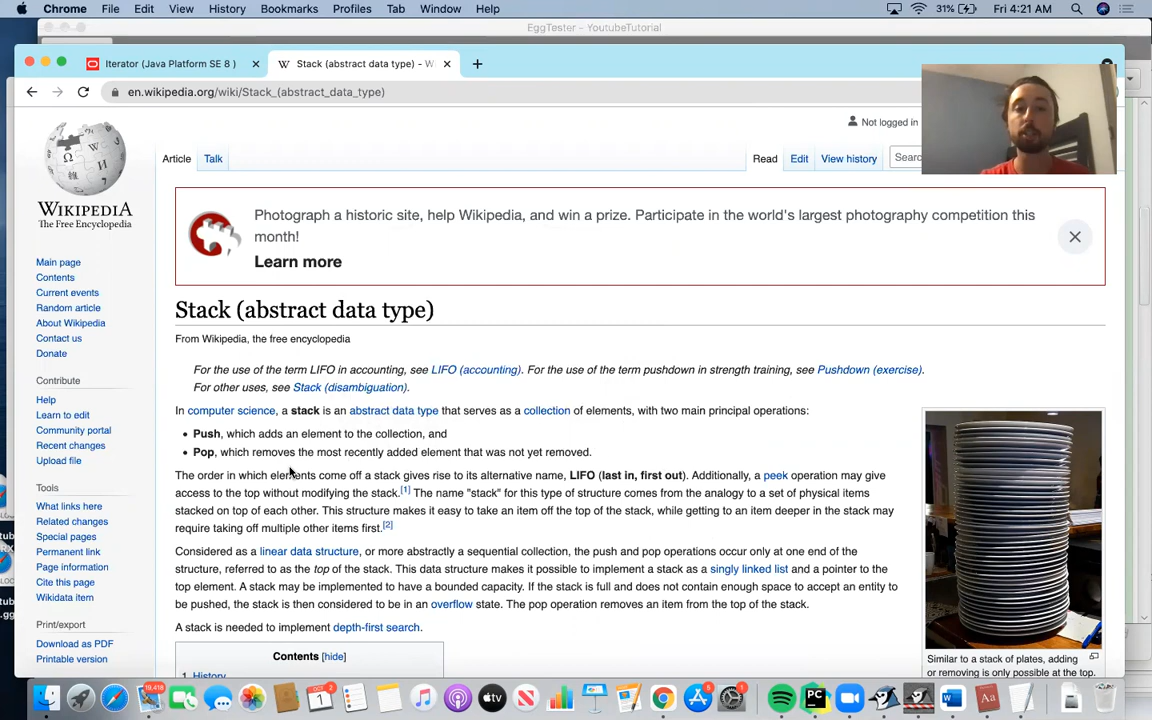 Chrome File Edit View History Bookmarks Profiles Tab Window Help 31% Fri 4:21 AM
EggTester - YoutubeTutorial
Iterator (Java Platform SE 8 ) Stack (abstract data type) - W
en.wikipedia.org/wiki/Stack_(abstract_data_type)
Not logged in
Article Talk Read Edit View history Searc
WIKIPEDIA
The Free Encyclopedia
Main page
Contents
Current events
Random article
About Wikipedia
Contact us
Donate
Contribute
Help
Learn to edit
Community portal
Recent changes
Upload file
Tools
What links here
Related changes
Special pages
Permanent link
Page information
Cite this page
Wikidata item
Print/export
Download as PDF
Printable version
Photograph a historic site, help Wikipedia, and win a prize. Participate in the world's largest photography competition this
month!
Learn more
Stack (abstract data type)
From Wikipedia, the free encyclopedia
For the use of the term LIFO in accounting, see LIFO (accounting). For the use of the term pushdown in strength training, see Pushdown (exercise).
For other uses, see Stack (disambiguation).
In computer science, a stack is an abstract data type that serves as a collection of elements, with two main principal operations:
• Push, which adds an element to the collection, and
• Pop, which removes the most recently added element that was not yet removed.
The order in which elements come off a stack gives rise to its alternative name, LIFO (last in, first out). Additionally, a peek operation may give
access to the top without modifying the stack.[1] The name "stack" for this type of structure comes from the analogy to a set of physical items
stacked on top of each other. This structure makes it easy to take an item off the top of the stack, while getting to an item deeper in the stack may
require taking off multiple other items first.[2]
Considered as a linear data structure, or more abstractly a sequential collection, the push and pop operations occur only at one end of the
structure, referred to as the top of the stack. This data structure makes it possible to implement a stack as a singly linked list and a pointer to the
top element. A stack may be implemented to have a bounded capacity. If the stack is full and does not contain enough space to accept an entity to
be pushed, the stack is then considered to be in an overflow state. The pop operation removes an item from the top of the stack.
A stack is needed to implement depth-first search.
Contents [hide]
1 History
Similar to a stack of plates, adding
or removing is only possible at the top.
19,418
OCT 1
2
tv
5
PC
W
Aa